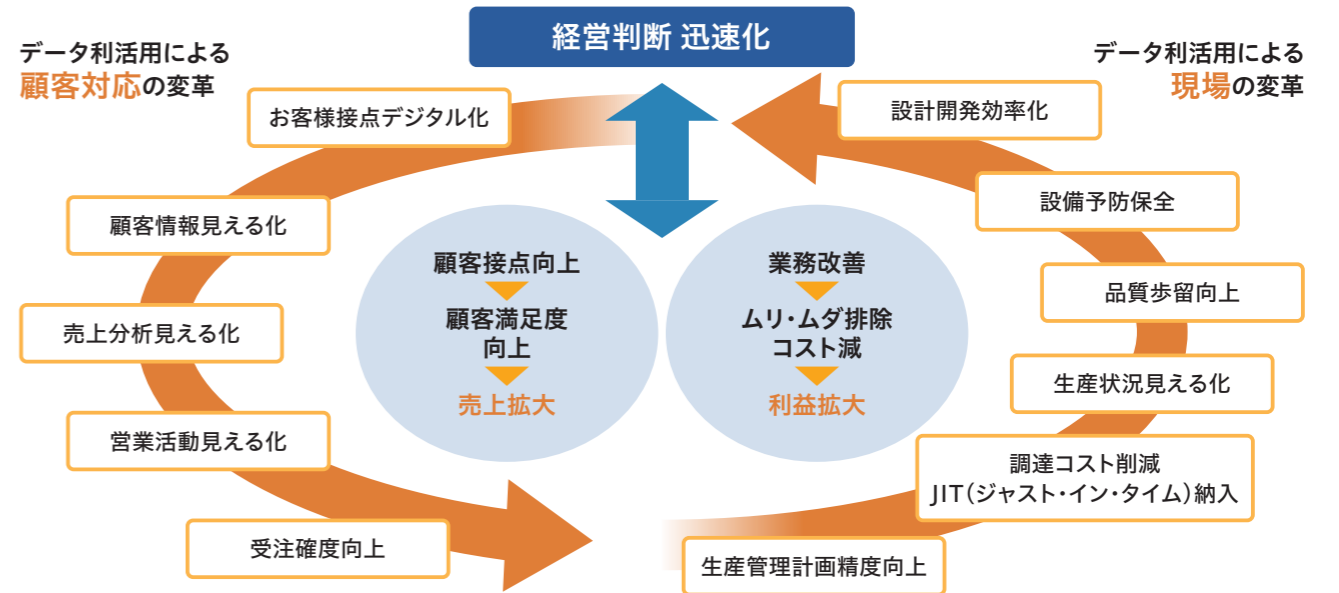 経営判断 迅速化
データ利活用による
顧客対応の変革
お客様接点デジタル化
顧客情報見える化
売上分析見える化
営業活動見える化
受注確度向上
顧客接点向上
顧客満足度
向上
売上拡大
業務改善
ムリ・ムダ排除
コスト減
利益拡大
データ利活用による
現場の変革
設計開発効率化
設備予防保全
品質歩留向上
生産状況見える化
調達コスト削減
JIT(ジャスト・イン・タイム)納入
生産管理計画精度向上